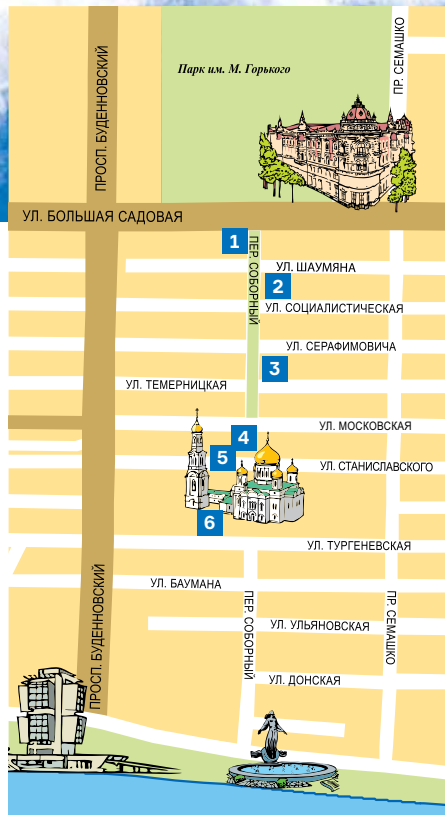 Парк им. М. Горького
ПР. СЕМАШКО
ПРОСП. БУДЕННОВСКИЙ
УЛ. БОЛЬШАЯ САДОВАЯ
1
ПЕР. СОБОРНЫЙ
УЛ. ШАУМЯНА
2
УЛ. СОЦИАЛИСТИЧЕСКАЯ
УЛ. СЕРАФИМОВИЧА
3
УЛ. ТЕМЕРНИЦКАЯ
УЛ. МОСКОВСКАЯ
4
5
УЛ. СТАНИСЛАВСКОГО
6
УЛ. ТУРГЕНЕВСКАЯ
УЛ. БАУМАНА
ПРОСП. БУДЕННОВСКИЙ
ПЕР. СОБОРНЫЙ
ПР. СЕМАШКО
УЛ. УЛЬЯНОВСКАЯ
УЛ. ДОНСКАЯ